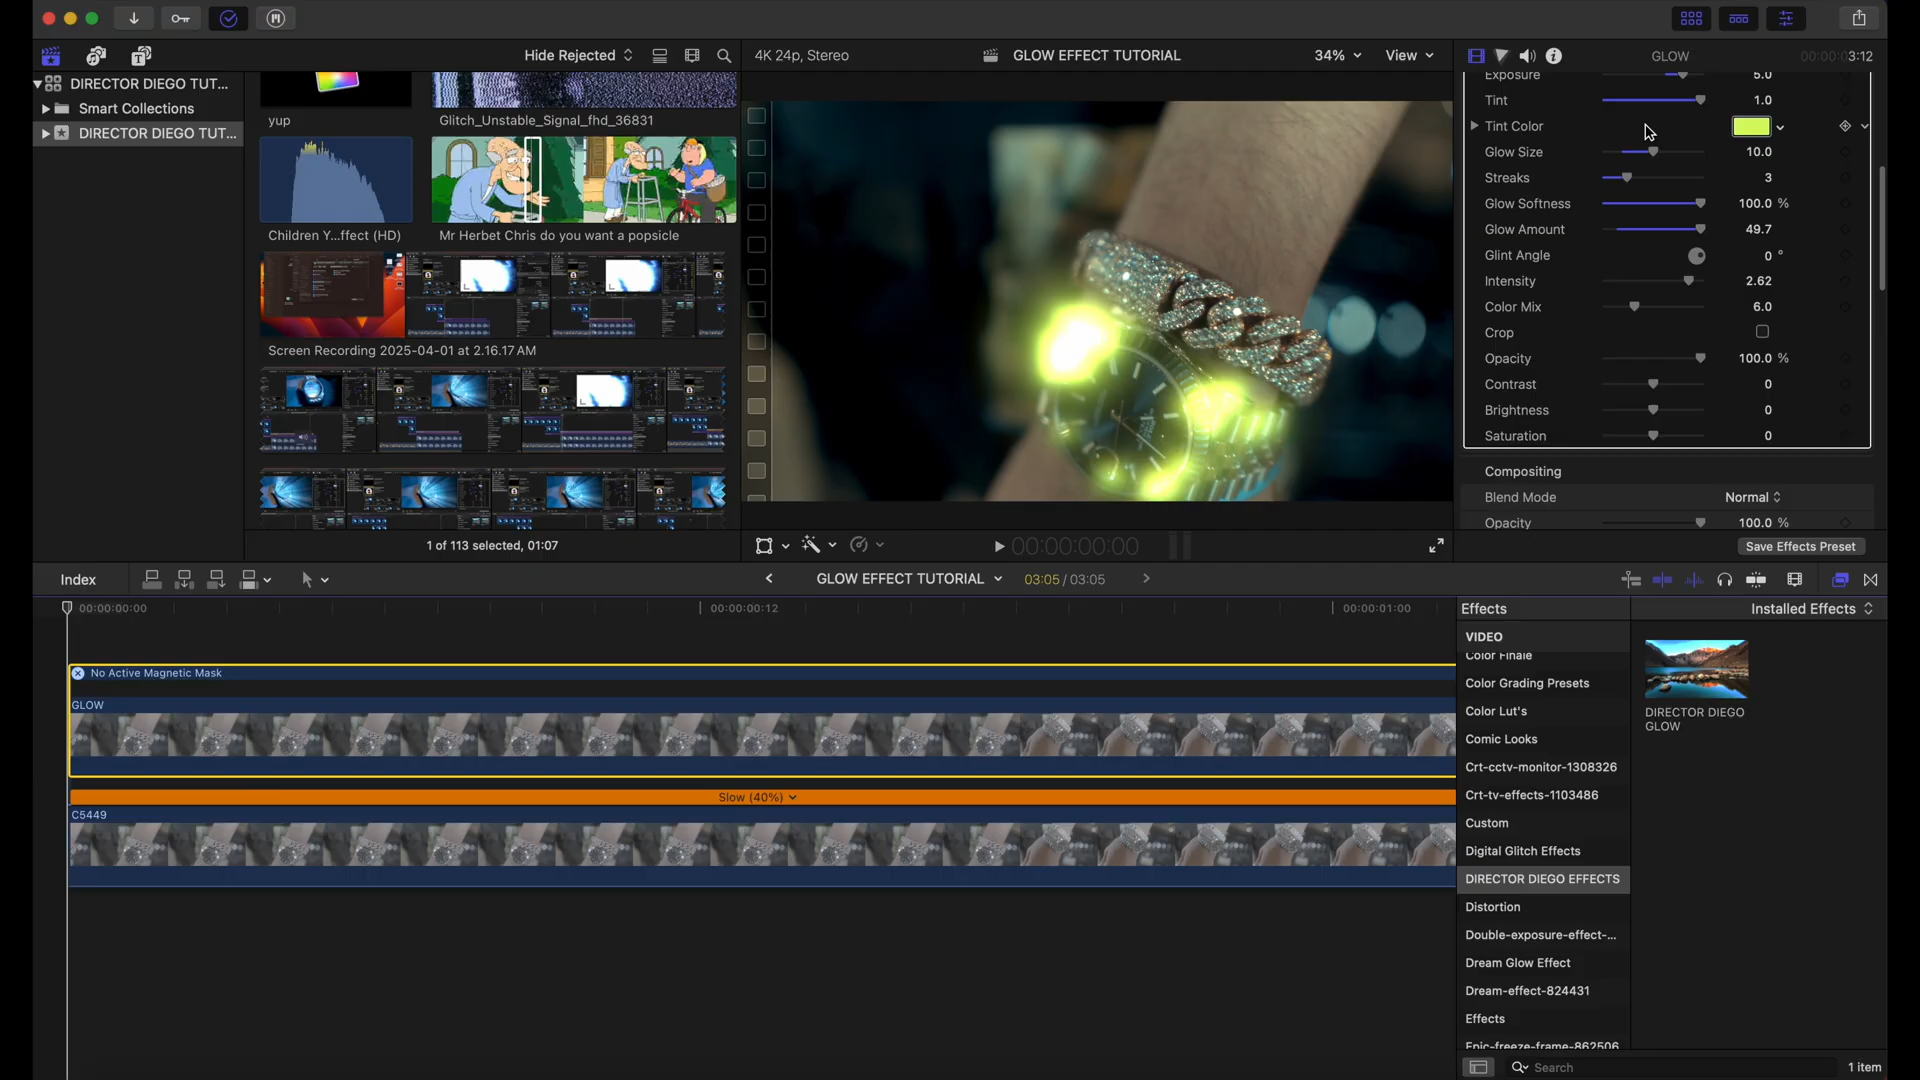 Hide Rejected
4K 24p, Stereo
GLOW EFFECT TUTORIAL
34%
View
GLOW
00:00:03:12
DIRECTOR DIEGO TUT...
Smart Collections
DIRECTOR DIEGO TUT...
yup
Glitch_Unstable_Signal_fhd_36831
Children Y...ffect (HD)
Mr Herbet Chris do you want a popsicle
Screen Recording 2025-04-01 at 2.16.17 AM
1 of 113 selected, 01:07
00:00:00:00
Exposure 5.0
Tint 1.0
Tint Color
Glow Size 10.0
Streaks 3
Glow Softness 100.0 %
Glow Amount 49.7
Glint Angle 0 °
Intensity 2.62
Color Mix 6.0
Crop
Opacity 100.0 %
Contrast 0
Brightness 0
Saturation 0
Compositing
Blend Mode Normal
Opacity 100.0 %
Save Effects Preset
Index
GLOW EFFECT TUTORIAL
03:05 / 03:05
00:00:00:00
00:00:00:12
00:00:01:00
No Active Magnetic Mask
GLOW
Slow (40%)
C5449
Effects
Installed Effects
VIDEO
Color Finale
Color Grading Presets
Color Lut's
Comic Looks
Crt-cctv-monitor-1308326
Crt-tv-effects-1103486
Custom
Digital Glitch Effects
DIRECTOR DIEGO EFFECTS
Distortion
Double-exposure-effect-...
Dream Glow Effect
Dream-effect-824431
Effects
Epic-freeze-frame-862506
DIRECTOR DIEGO
GLOW
Search
1 item